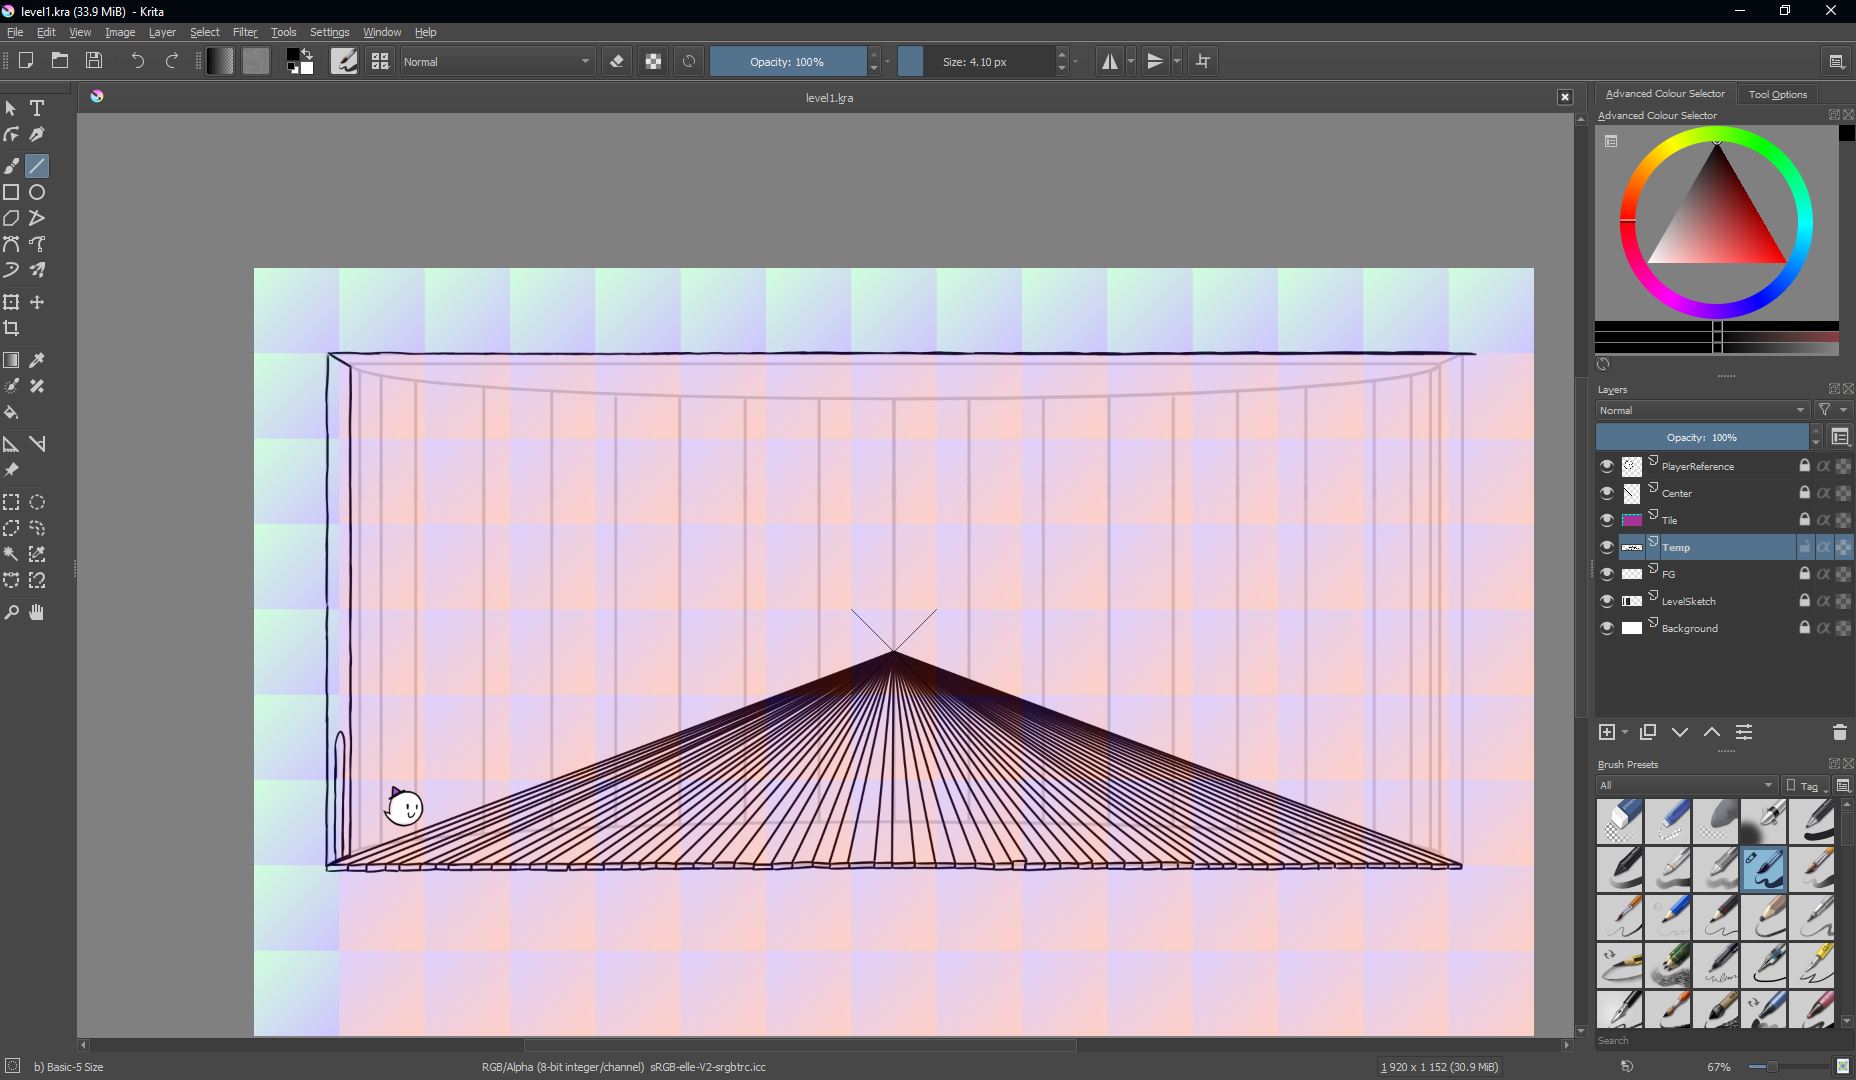 level1.kra (33.9 MiB)  - Krita
File Edit View Image Layer Select Filter Tools Settings Window Help
Normal
Opacity: 100%
Size: 4.10 px
level1.kra
Advanced Colour Selector
Tool Options
Advanced Colour Selector
Layers
Normal
Opacity:  100%
PlayerReference
Center
Tile
Temp
FG
LevelSketch
Background
Brush Presets
All
Tag
Search
b) Basic-5 Size
RGB/Alpha (8-bit integer/channel)  sRGB-elle-V2-srgbtrc.icc
1 920 x 1 152 (30.9 MiB)
67%